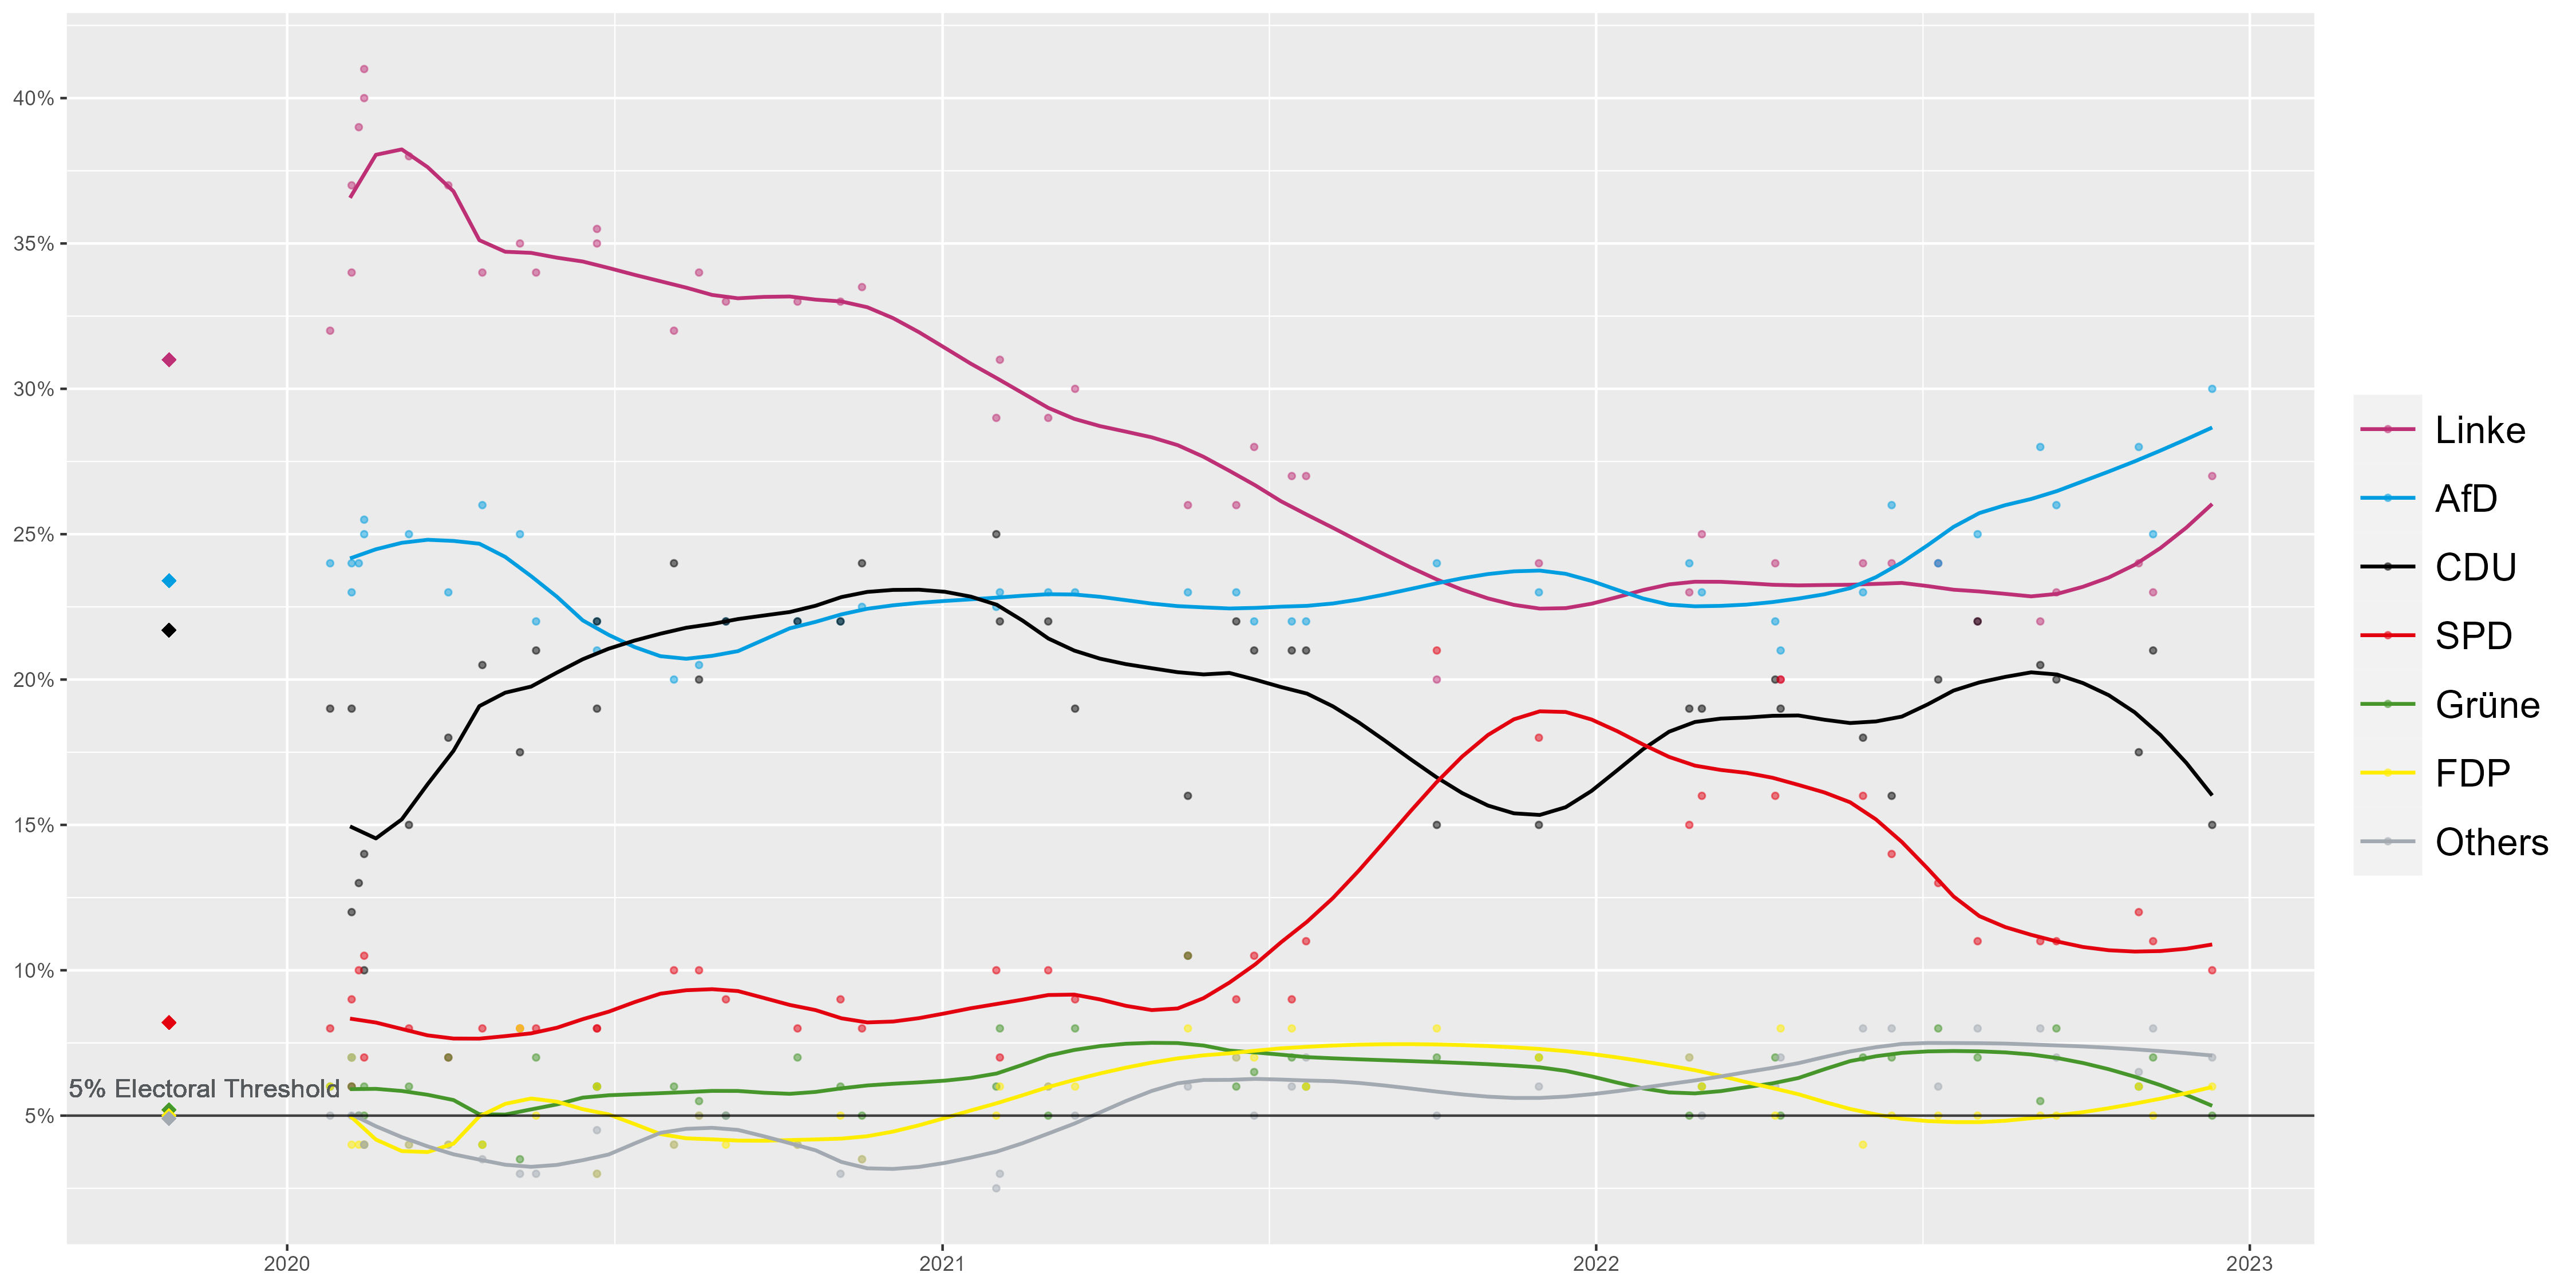 40%
35%
30%
25%
20%
15%
10%
5%
5% Electoral Threshold
2020
2021
2022
2023
Linke
AfD
CDU
SPD
Grüne
FDP
Others